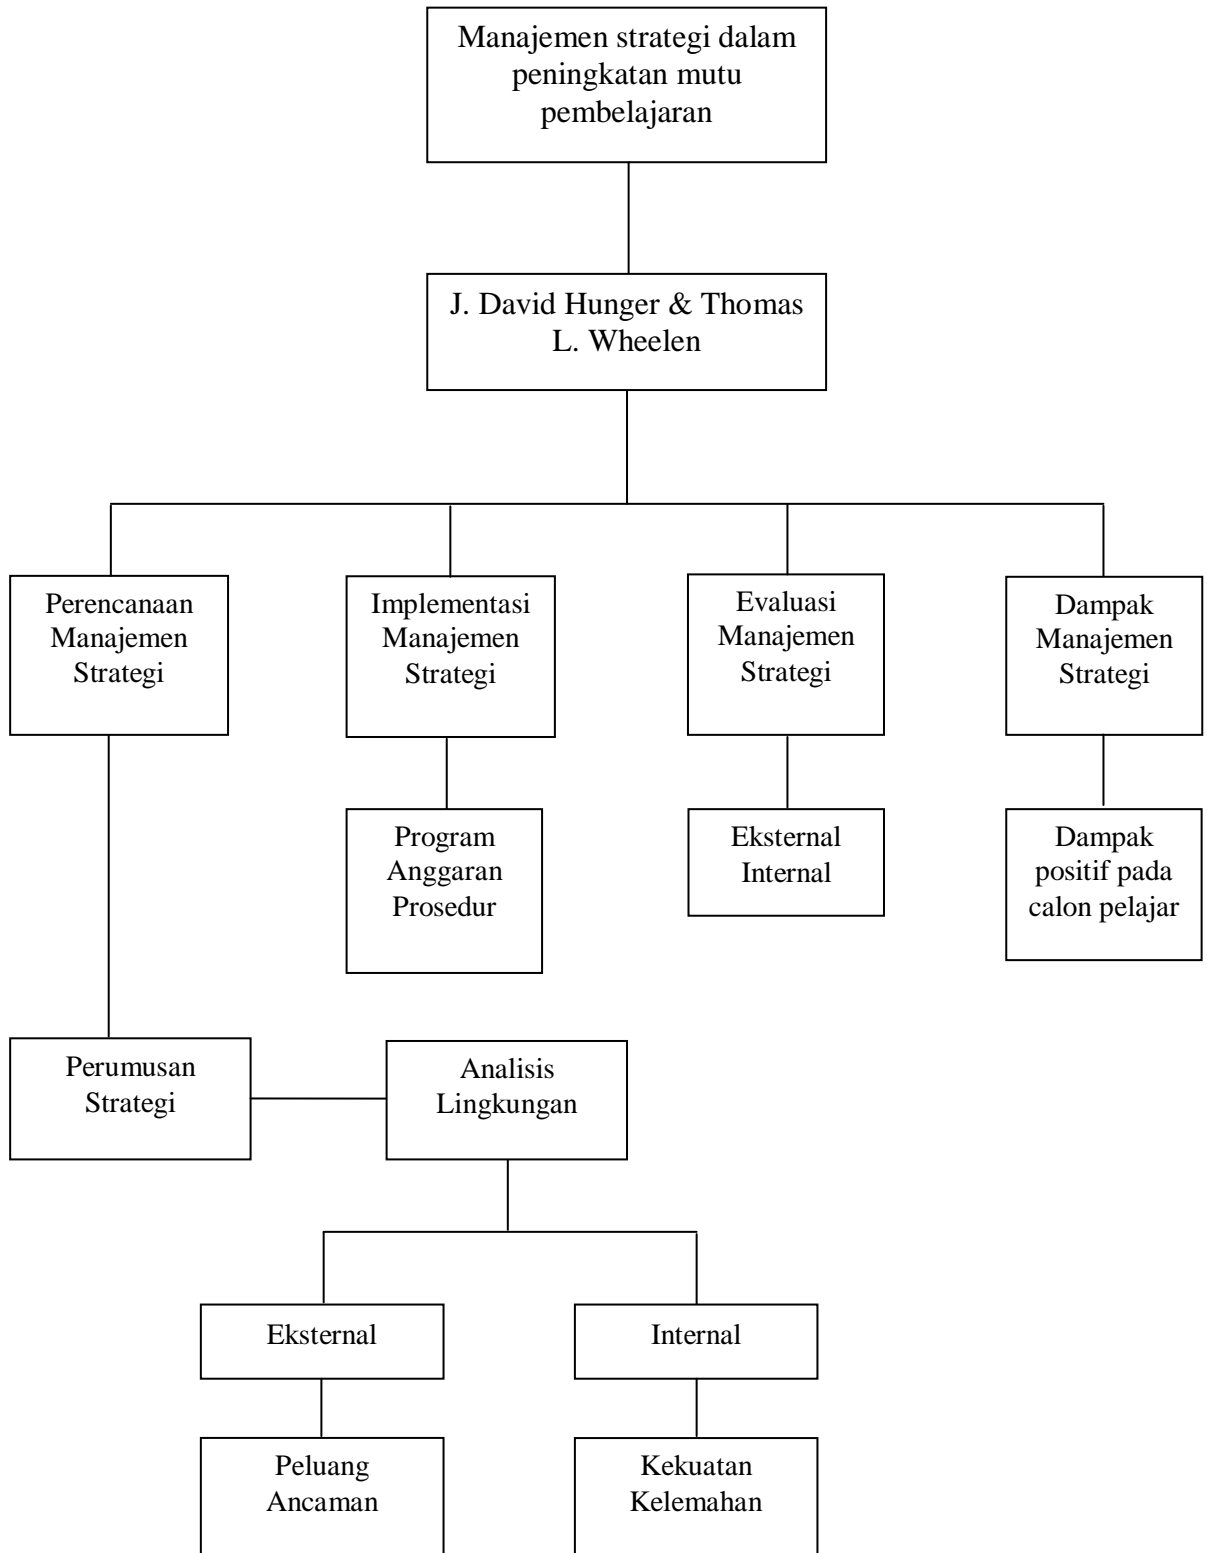 Manajemen strategi dalam
peningkatan mutu
pembelajaran
J. David Hunger & Thomas
L. Wheelen
Perencanaan
Manajemen
Strategi
Implementasi
Manajemen
Strategi
Evaluasi
Manajemen
Strategi
Dampak
Manajemen
Strategi
Program
Anggaran
Prosedur
Eksternal
Internal
Dampak
positif pada
calon pelajar
Perumusan
Strategi
Analisis
Lingkungan
Eksternal
Internal
Peluang
Ancaman
Kekuatan
Kelemahan